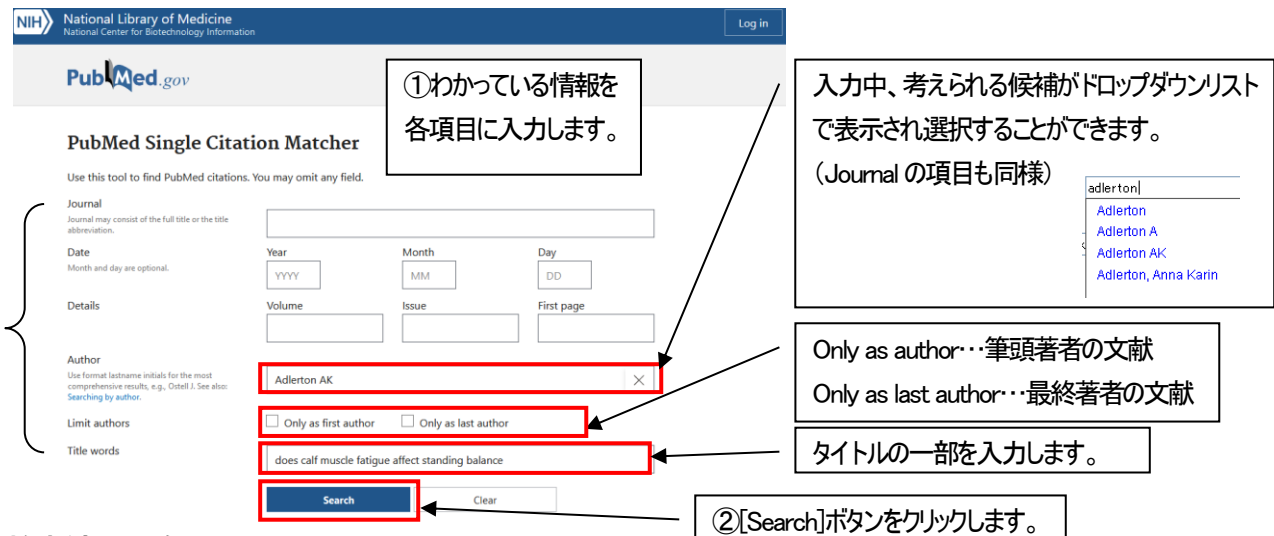 NIH
National Library of Medicine
National Center for Biotechnology Information
Log in
PubMed.gov
①わかっている情報を
各項目に入力します。
入力中、考えられる候補がドロップダウンリスト
で表示され選択することができます。
（Journal の項目も同様）
adlerton
Adlerton
Adlerton A
Adlerton AK
Adlerton, Anna Karin
PubMed Single Citation Matcher
Use this tool to find PubMed citations. You may omit any field.
Journal
Journal may consist of the full title or the title
abbreviation.
Date
Month and day are optional.
Year
Month
Day
YYYY
MM
DD
Details
Volume
Issue
First page
Author
Use format lastname initials for the most
comprehensive results, e.g., Ostell J. See also:
Searching by author.
Adlerton AK
Only as author…筆頭著者の文献
Only as last author…最終著者の文献
Limit authors
Only as first author
Only as last author
Title words
does calf muscle fatigue affect standing balance
タイトルの一部を入力します。
Search
Clear
②[Search]ボタンをクリックします。